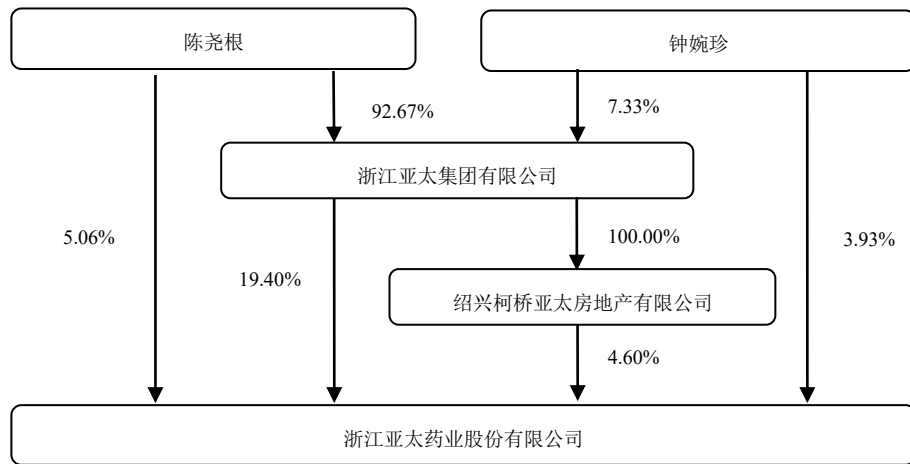 陈尧根
钟婉珍
92.67%
7.33%
浙江亚太集团有限公司
5.06%
19.40%
100.00%
3.93%
绍兴柯桥亚太房地产有限公司
4.60%
浙江亚太药业股份有限公司